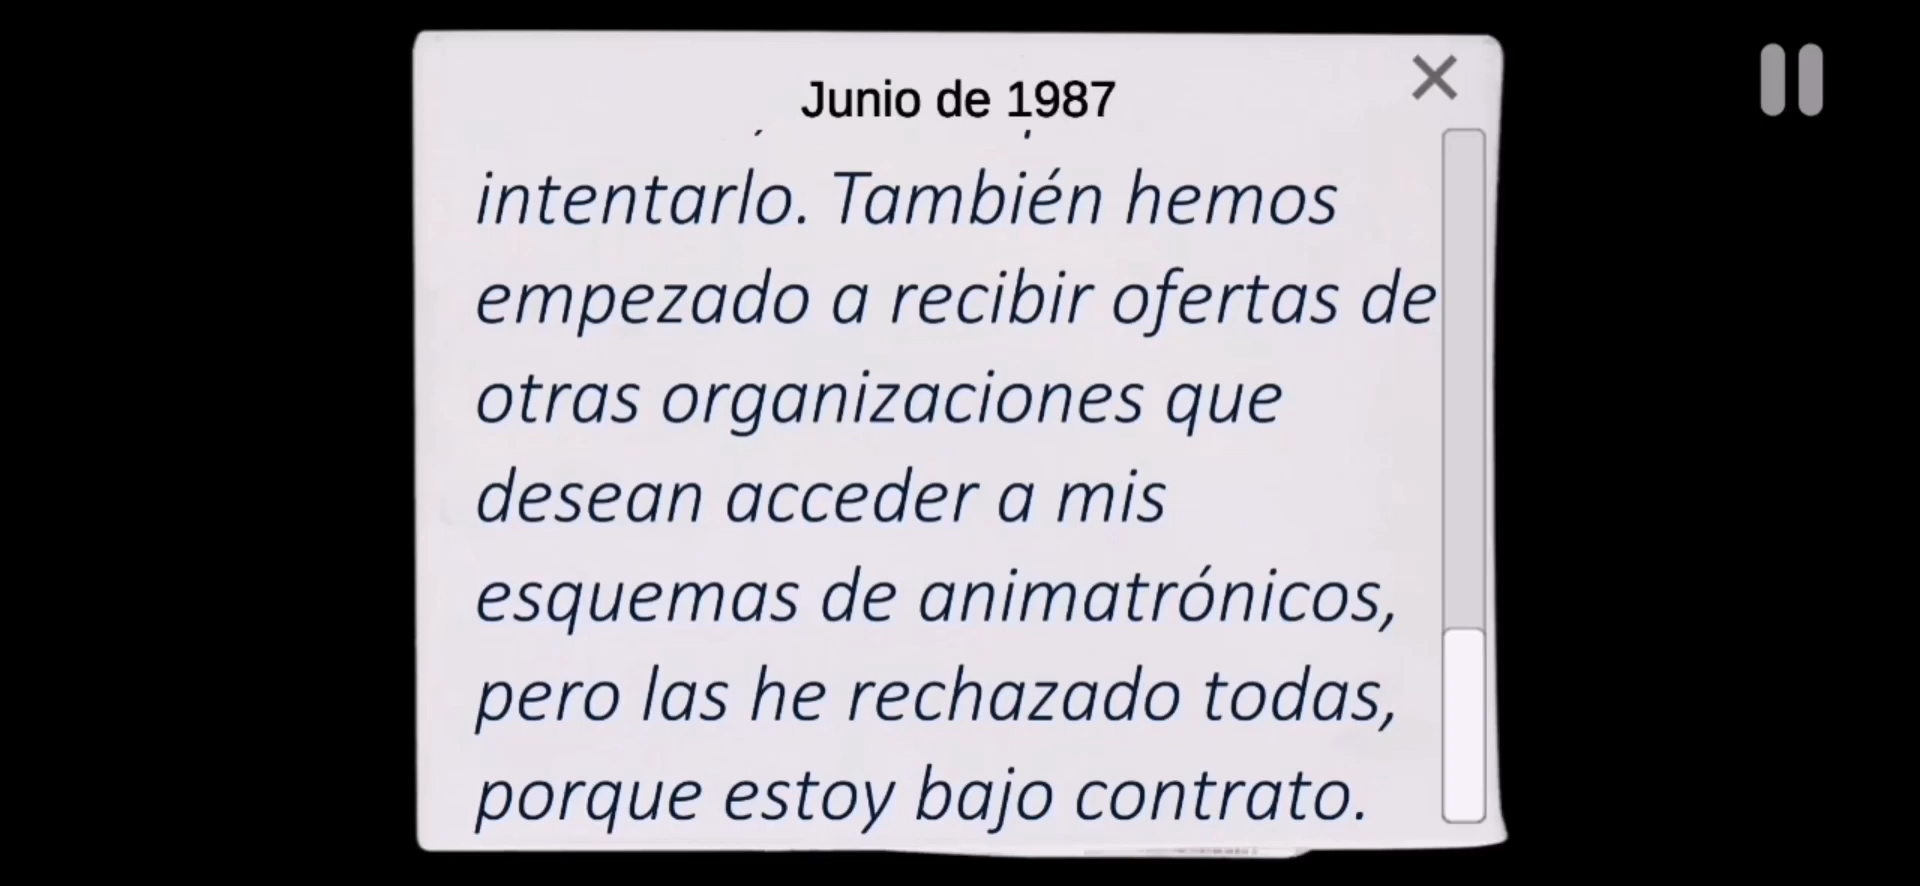 Junio de 1987
intentarlo. También hemos
empezado a recibir ofertas de
otras organizaciones que
desean acceder a mis
esquemas de animatrónicos,
pero las he rechazado todas,
porque estoy bajo contrato.